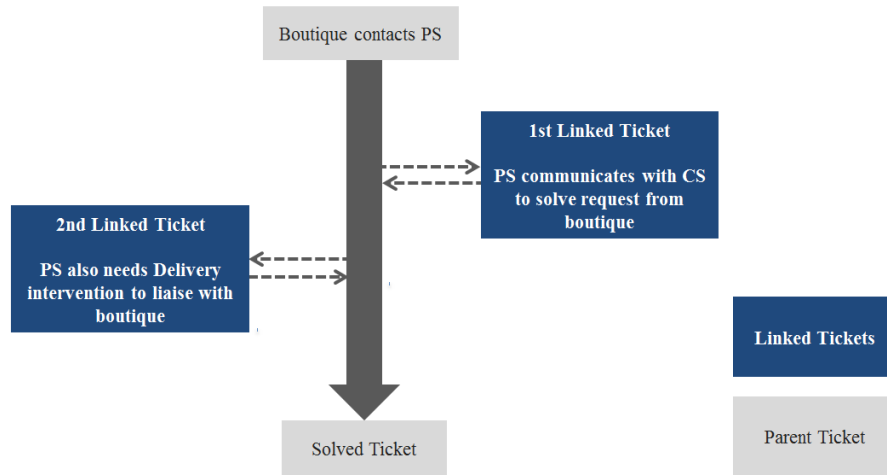 Boutique contacts PS
1st Linked Ticket
PS communicates with CS
to solve request from
boutique
2nd Linked Ticket
PS also needs Delivery
intervention to liaise with
boutique
Linked Tickets
Parent Ticket
Solved Ticket